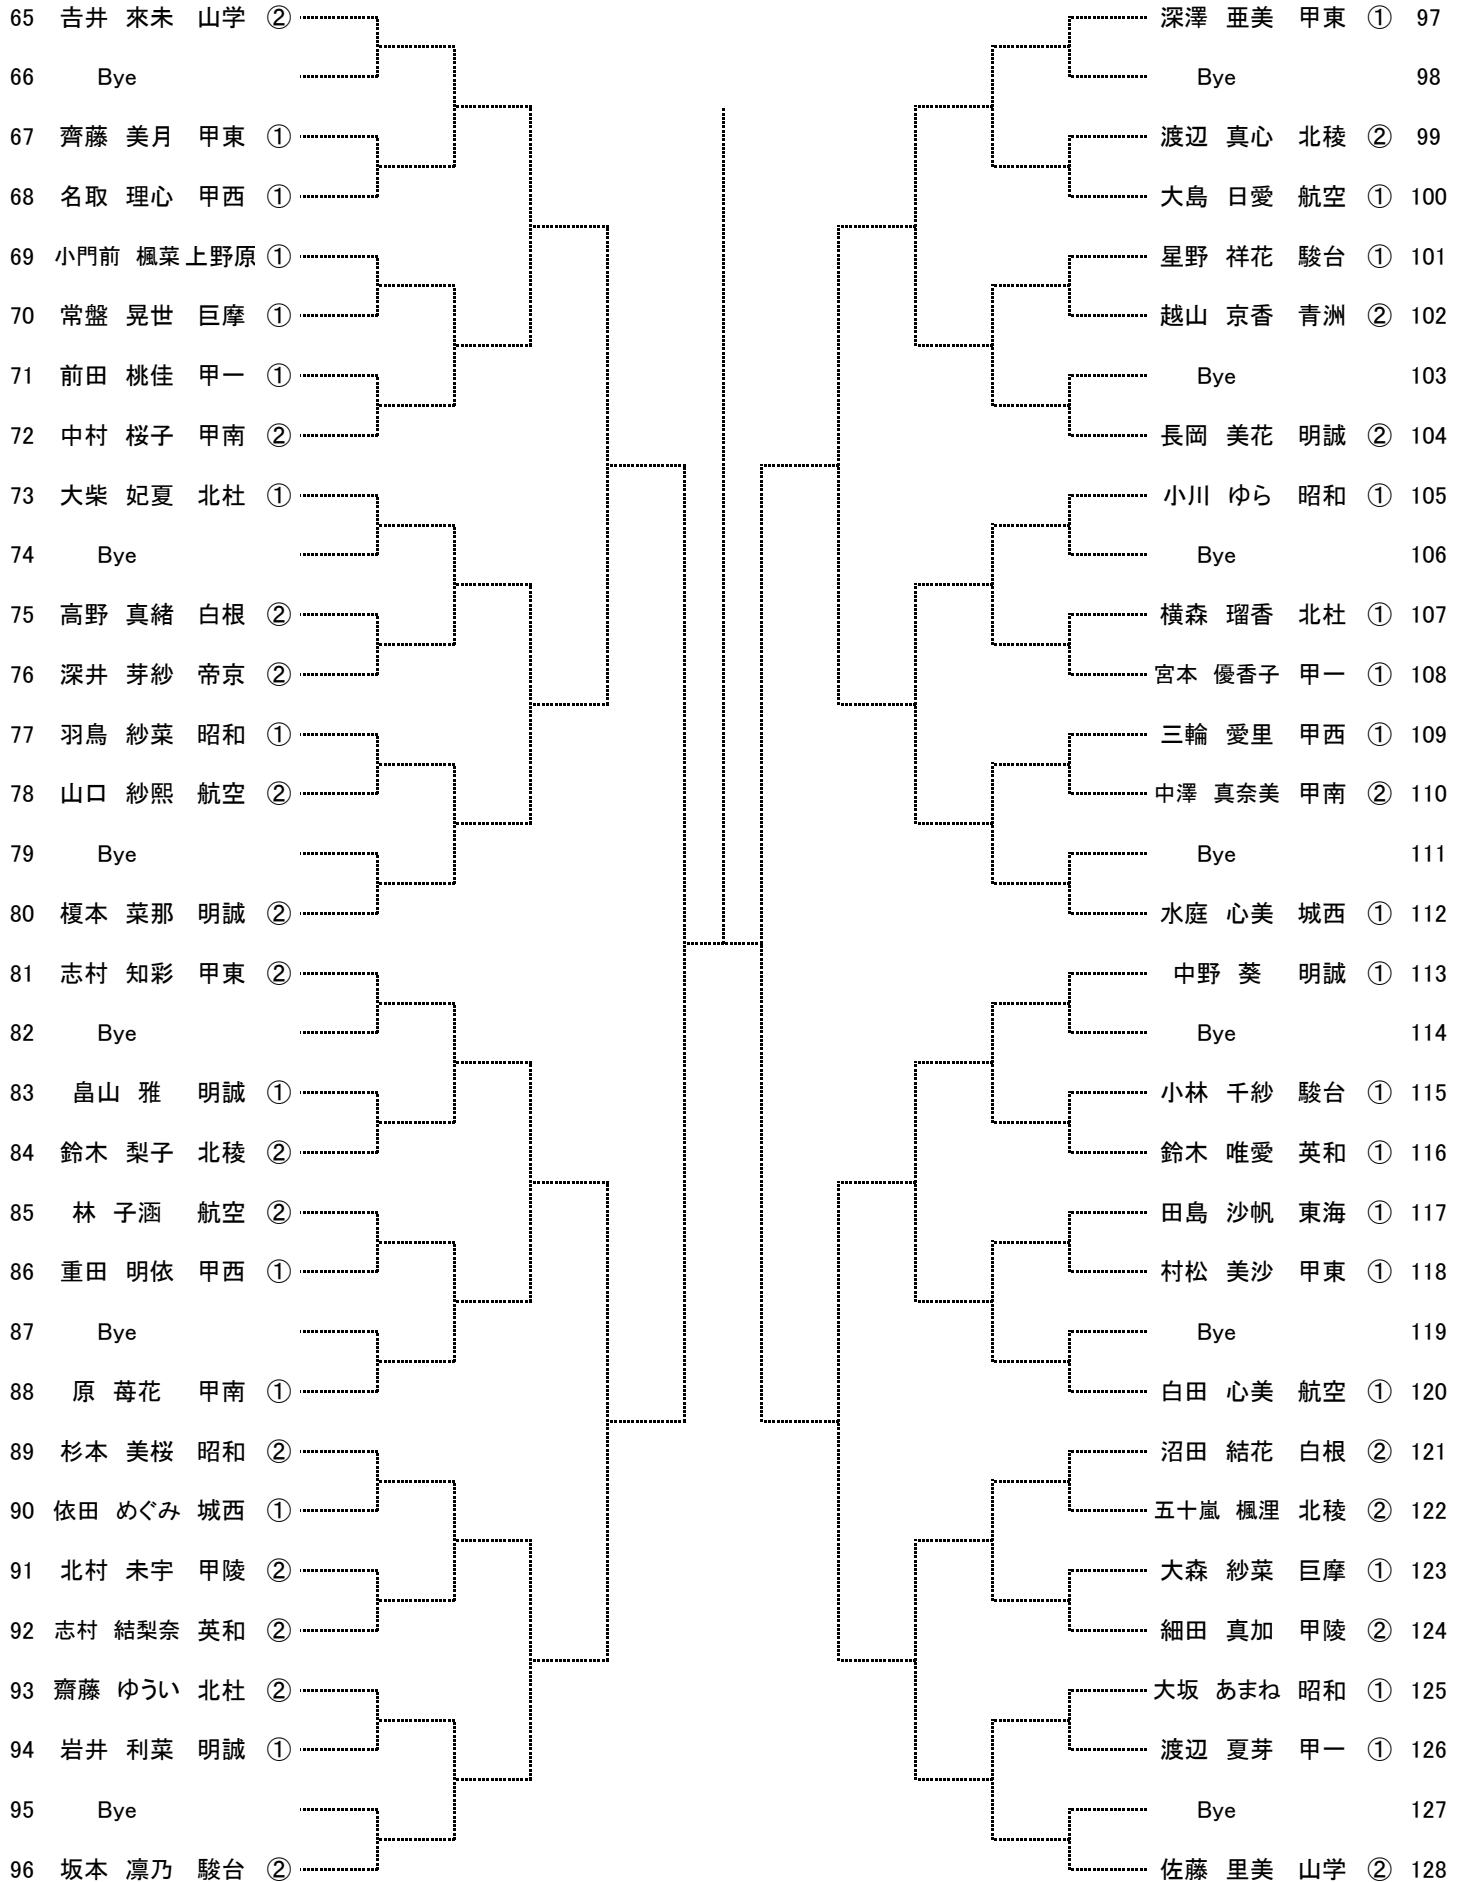 65 吉井 來未 山学 ②
66 Bye
67 齊藤 美月 甲東 ①
68 名取 理心 甲西 ①
69 小門前 楓菜 上野原 ①
70 常盤 晃世 巨摩 ①
71 前田 桃佳 甲一 ①
72 中村 桜子 甲南 ②
73 大柴 妃夏 北杜 ①
74 Bye
75 高野 真緒 白根 ②
76 深井 芽紗 帝京 ②
77 羽鳥 紗菜 昭和 ①
78 山口 紗熙 航空 ②
79 Bye
80 榎本 菜那 明誠 ②
81 志村 知彩 甲東 ②
82 Bye
83 畠山 雅 明誠 ①
84 鈴木 梨子 北稜 ②
85 林 子涵 航空 ②
86 重田 明依 甲西 ①
87 Bye
88 原 苺花 甲南 ①
89 杉本 美桜 昭和 ②
90 依田 めぐみ 城西 ①
91 北村 未宇 甲陵 ②
92 志村 結梨奈 英和 ②
93 齋藤 ゆうい 北杜 ②
94 岩井 利菜 明誠 ①
95 Bye
96 坂本 凛乃 駿台 ②
深澤 亜美 甲東 ① 97
Bye 98
渡辺 真心 北稜 ② 99
大島 日愛 航空 ① 100
星野 祥花 駿台 ① 101
越山 京香 青洲 ② 102
Bye 103
長岡 美花 明誠 ② 104
小川 ゆら 昭和 ① 105
Bye 106
横森 瑠香 北杜 ① 107
宮本 優香子 甲一 ① 108
三輪 愛里 甲西 ① 109
中澤 真奈美 甲南 ② 110
Bye 111
水庭 心美 城西 ① 112
中野 葵 明誠 ① 113
Bye 114
小林 千紗 駿台 ① 115
鈴木 唯愛 英和 ① 116
田島 沙帆 東海 ① 117
村松 美沙 甲東 ① 118
Bye 119
白田 心美 航空 ① 120
沼田 結花 白根 ② 121
五十嵐 楓浬 北稜 ② 122
大森 紗菜 巨摩 ① 123
細田 真加 甲陵 ② 124
大坂 あまね 昭和 ① 125
渡辺 夏芽 甲一 ① 126
Bye 127
佐藤 里美 山学 ② 128